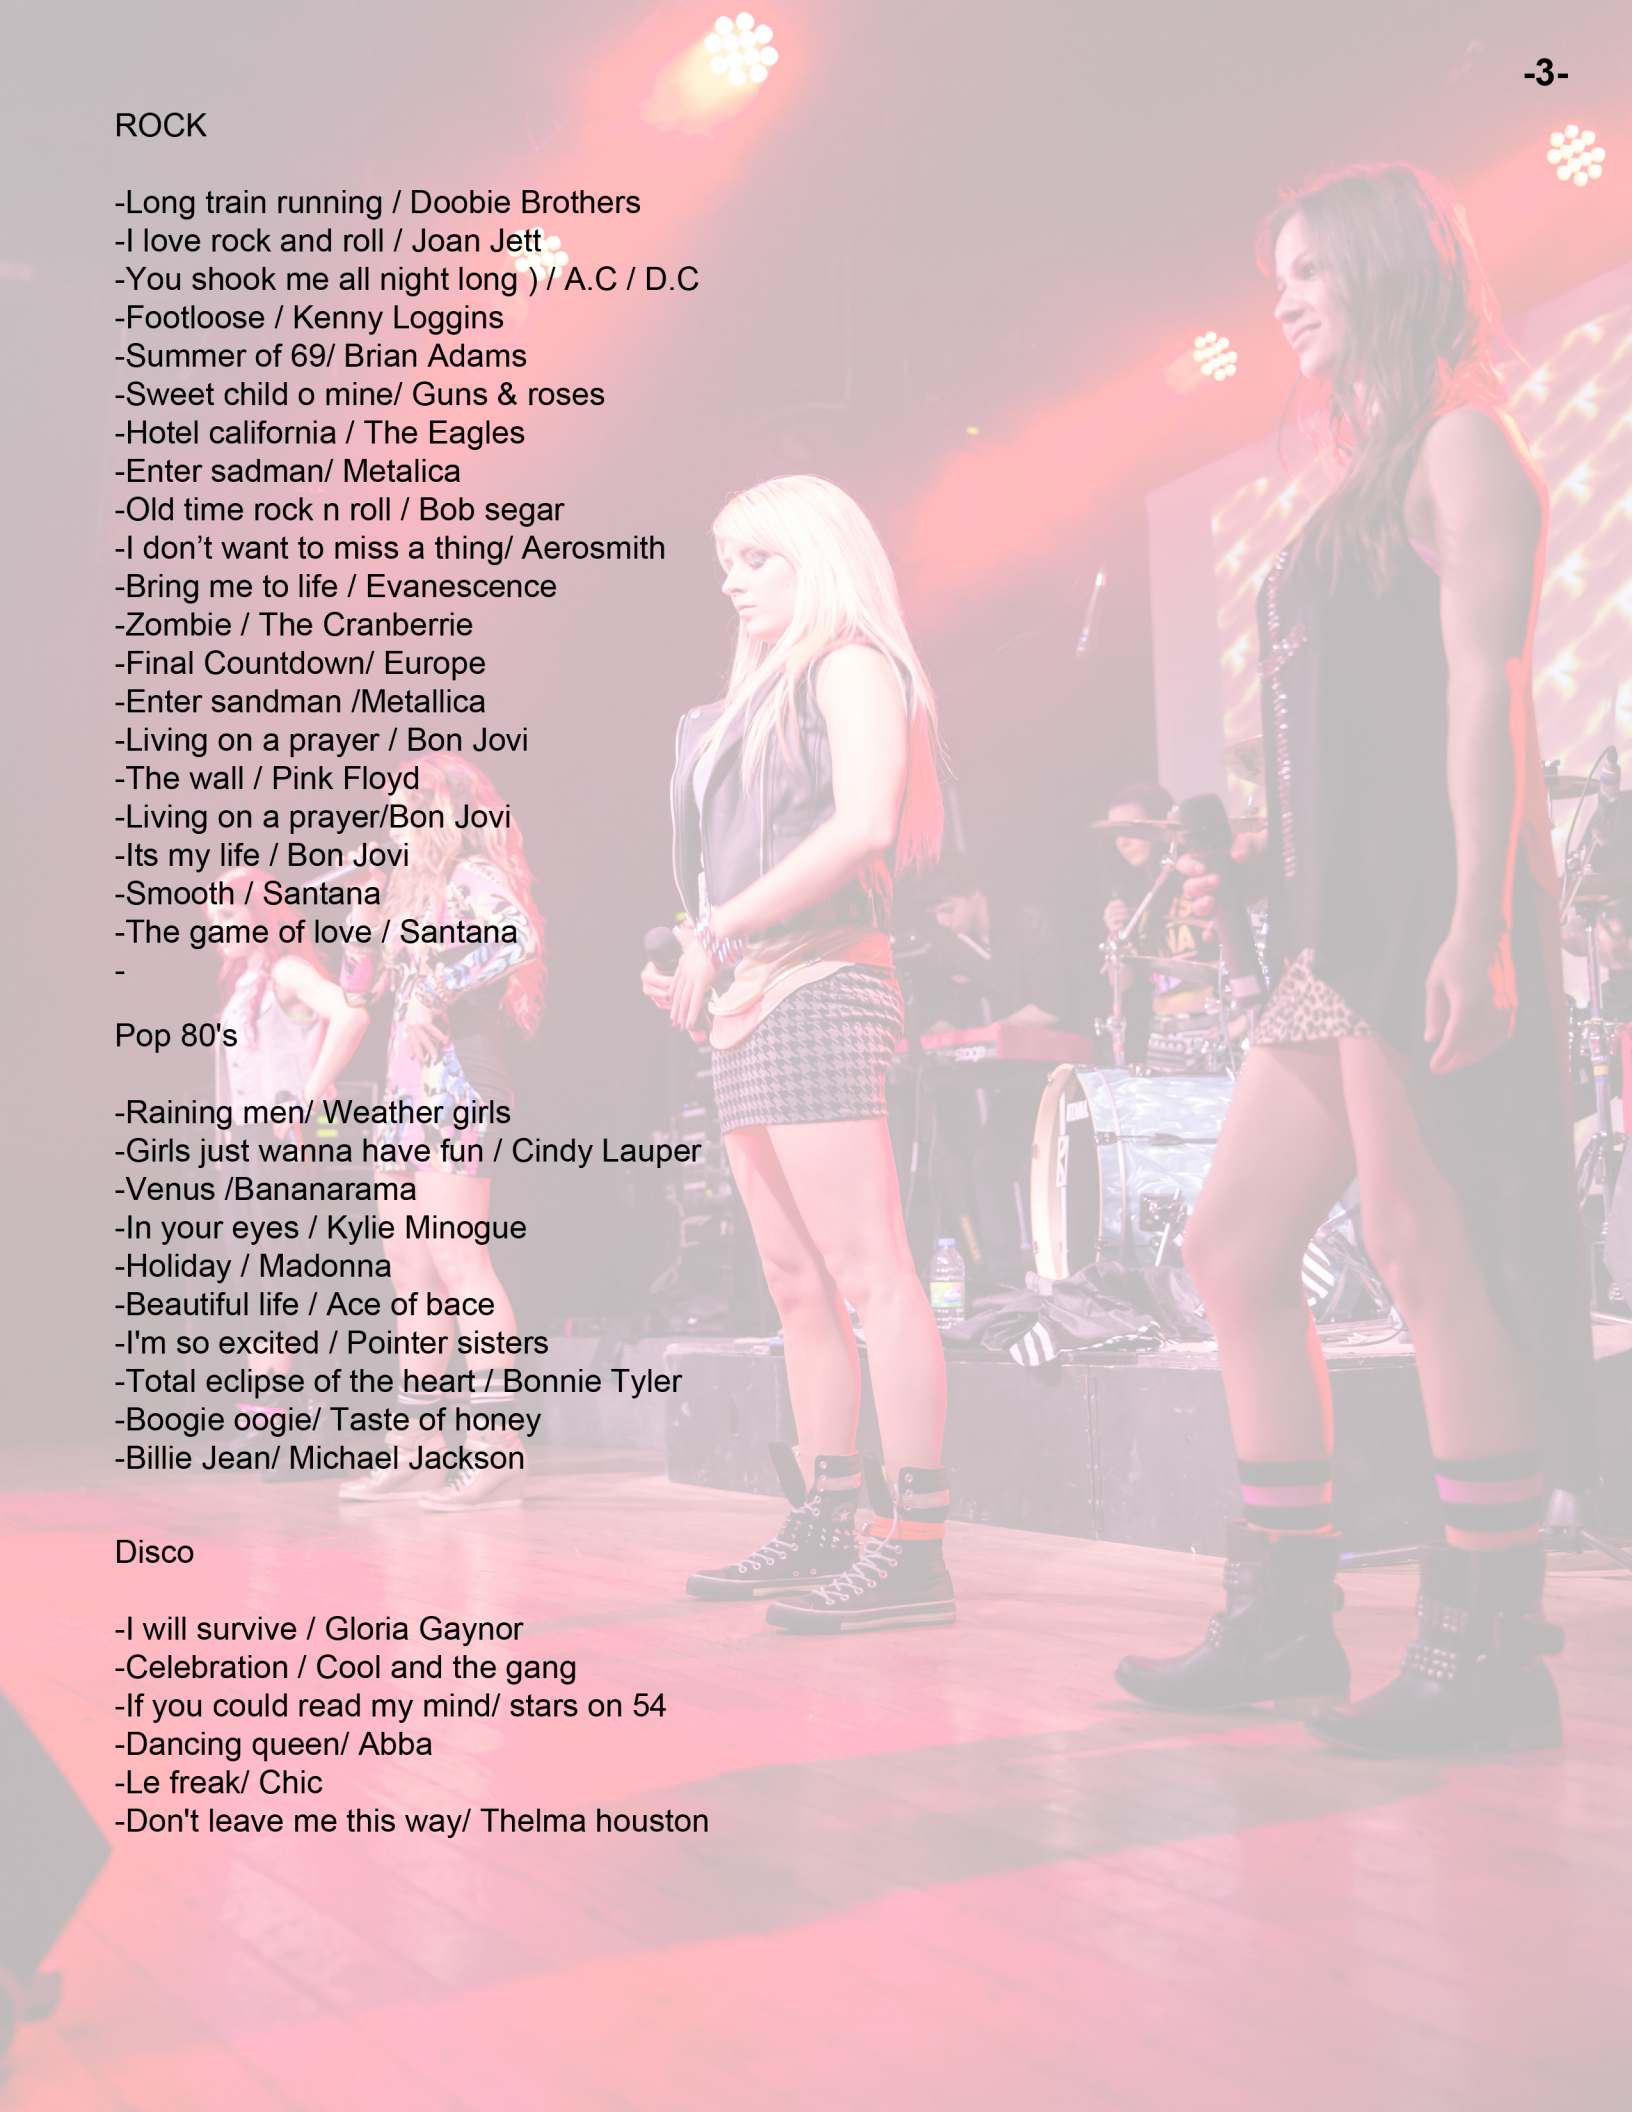 -3-
ROCK
-Long train running / Doobie Brothers
-I love rock and roll / Joan Jett
-You shook me all night long ) / A.C / D.C
-Footloose / Kenny Loggins
-Summer of 69/ Brian Adams
-Sweet child o mine/ Guns & roses
-Hotel california / The Eagles
-Enter sadman/ Metalica
-Old time rock n roll / Bob segar
-I don’t want to miss a thing/ Aerosmith
-Bring me to life / Evanescence
-Zombie / The Cranberrie
-Final Countdown/ Europe
-Enter sandman /Metallica
-Living on a prayer / Bon Jovi
-The wall / Pink Floyd
-Living on a prayer/Bon Jovi
-Its my life / Bon Jovi
-Smooth / Santana
-The game of love / Santana
-
Pop 80's
-Raining men/ Weather girls
-Girls just wanna have fun / Cindy Lauper
-Venus /Bananarama
-In your eyes / Kylie Minogue
-Holiday / Madonna
-Beautiful life / Ace of bace
-I'm so excited / Pointer sisters
-Total eclipse of the heart / Bonnie Tyler
-Boogie oogie/ Taste of honey
-Billie Jean/ Michael Jackson
Disco
-I will survive / Gloria Gaynor
-Celebration / Cool and the gang
-If you could read my mind/ stars on 54
-Dancing queen/ Abba
-Le freak/ Chic
-Don't leave me this way/ Thelma houston